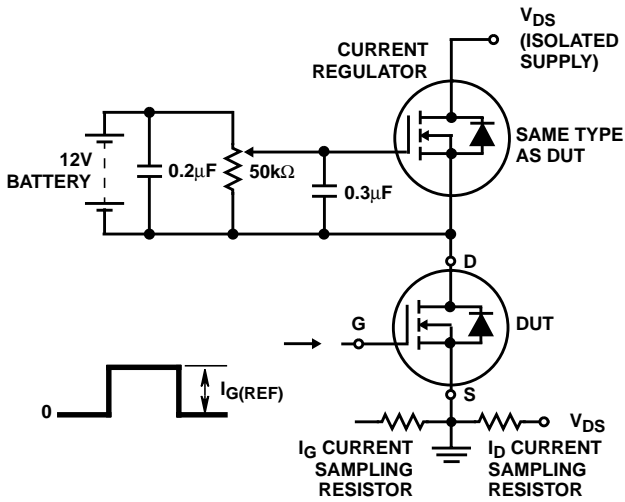 V_DS
(ISOLATED
SUPPLY)
CURRENT
REGULATOR
SAME TYPE
AS DUT
12V
BATTERY
0.2μF
50kΩ
0.3μF
D
DUT
G
I_G(REF)
0
S
V_DS
I_G CURRENT
SAMPLING
RESISTOR
I_D CURRENT
SAMPLING
RESISTOR